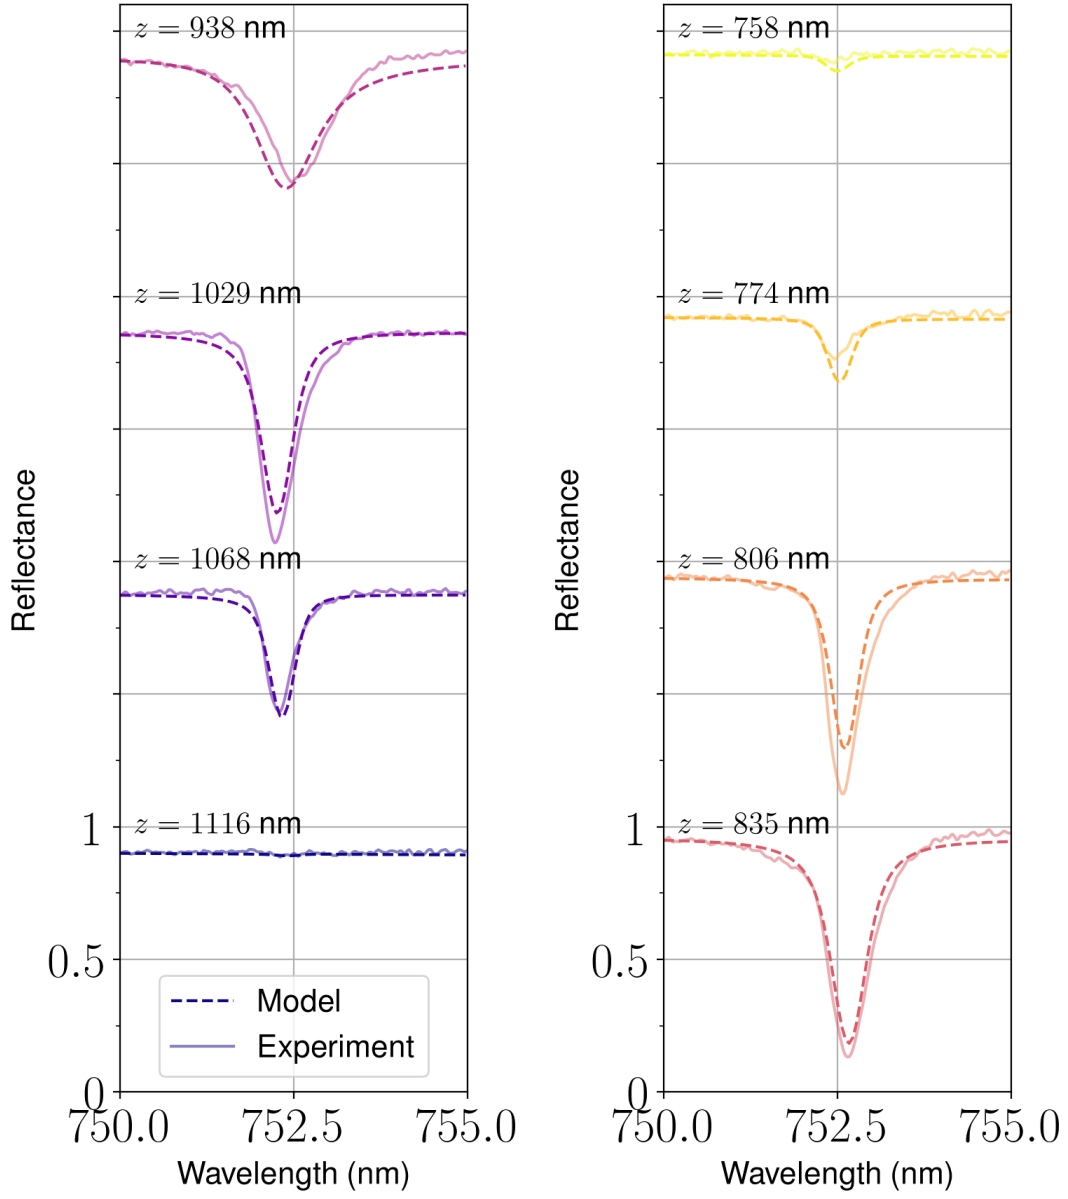 z = 938 nm
z = 1029 nm
z = 1068 nm
z = 1116 nm
1
0.5
0
Reflectance
750.0 752.5 755.0
Wavelength (nm)
Model
Experiment
z = 758 nm
z = 774 nm
z = 806 nm
z = 835 nm
1
0.5
0
Reflectance
750.0 752.5 755.0
Wavelength (nm)